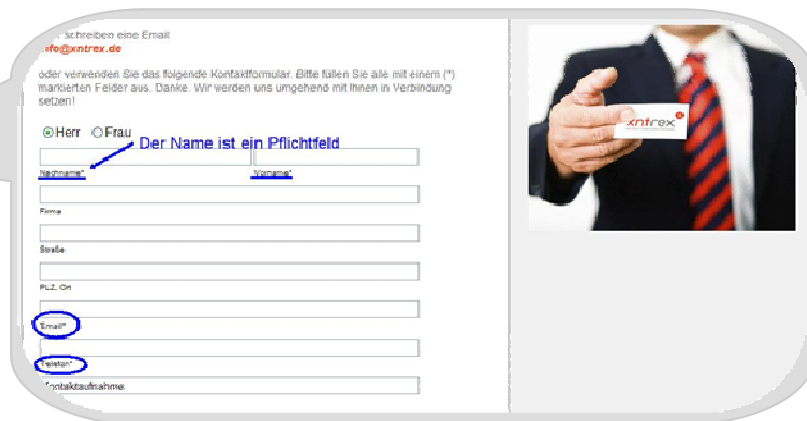 schreiben eine Email
info@xntrex.de
oder verwenden Sie das folgende Kontaktformular. Bitte füllen Sie alle mit einem (*)
markierten Felder aus. Danke. Wir werden uns umgehend mit Ihnen in Verbindung
setzen!
Herr Frau
Der Name ist ein Pflichtfeld
Nachname* Vorname*
Firma
Straße
PLZ, Ort
Email*
Telefon*
Kontaktaufnahme
xntrex